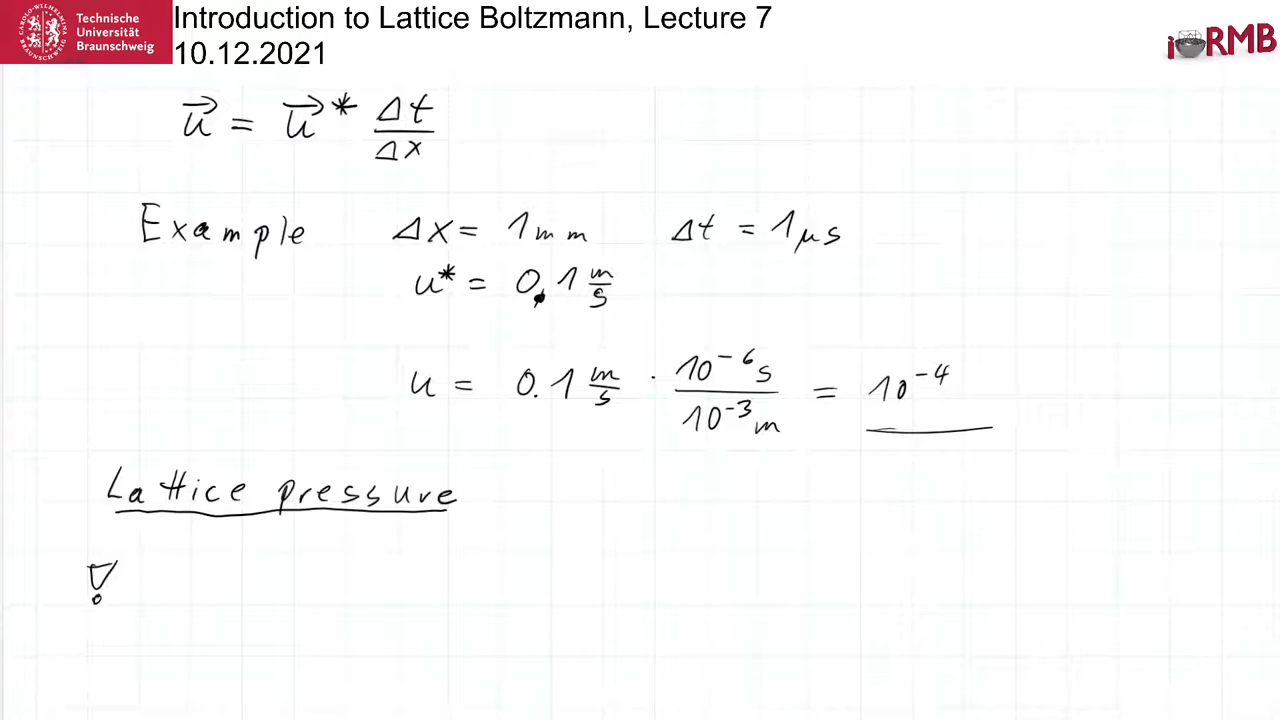 Technische
Universität
Braunschweig
Introduction to Lattice Boltzmann, Lecture 7
10.12.2021
iRMB
u⃗ = u⃗* Δt/Δx
Example Δx = 1mm Δt = 1μs
u* = 0.1 m/s
u = 0.1 m/s · 10⁻⁶s/10⁻³m = 10⁻⁴
Lattice pressure
!